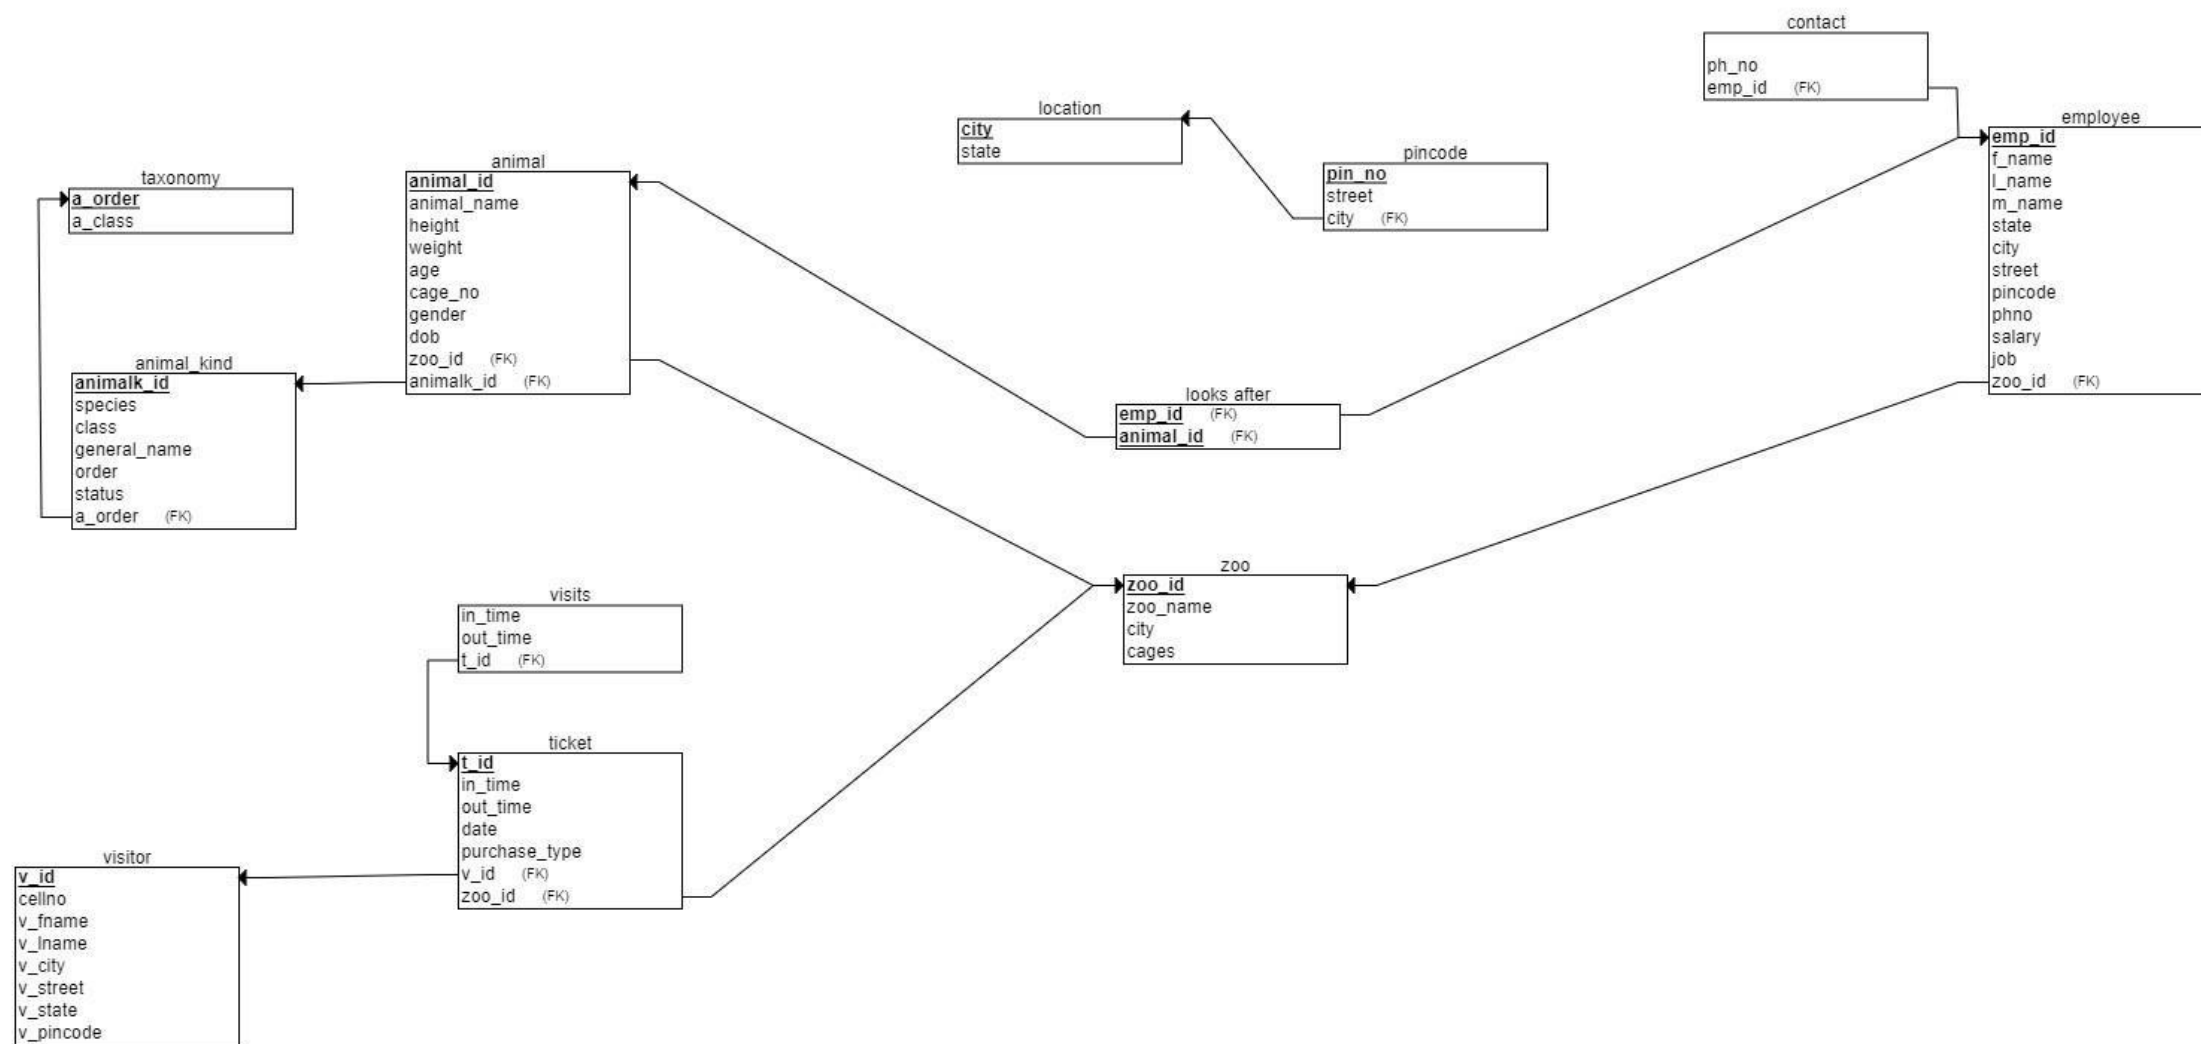 contact
ph_no
emp_id (FK)
location
city
state
pincode
pin_no
street
city (FK)
employee
emp_id
f_name
l_name
m_name
state
city
street
pincode
phno
salary
job
zoo_id (FK)
taxonomy
a_order
a_class
animal
animal_id
animal_name
height
weight
age
cage_no
gender
dob
zoo_id (FK)
animalk_id (FK)
animal_kind
animalk_id
species
class
general_name
order
status
a_order (FK)
looks after
emp_id (FK)
animal_id (FK)
zoo
zoo_id
zoo_name
city
cages
visits
in_time
out_time
t_id (FK)
ticket
t_id
in_time
out_time
date
purchase_type
v_id (FK)
zoo_id (FK)
visitor
v_id
cellno
v_fname
v_lname
v_city
v_street
v_state
v_pincode